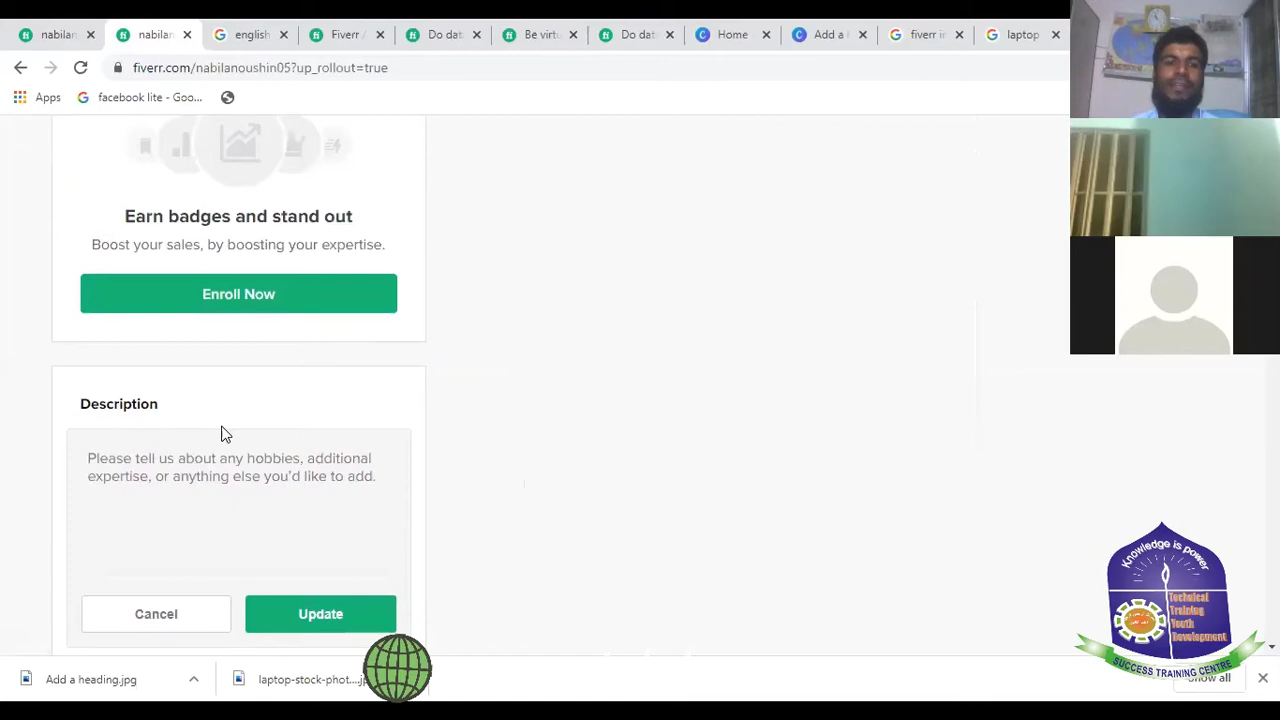 nabilan
nabilan
english
Fiverr /
Do dat
Be virtu
Do dat
Home
Add a
fiverr in
laptop
fiverr.com/nabilanoushin05?up_rollout=true
Apps
facebook lite - Goo...
Earn badges and stand out
Boost your sales, by boosting your expertise.
Enroll Now
Description
Please tell us about any hobbies, additional
expertise, or anything else you'd like to add.
Cancel
Update
Knowledge is power
Technical
Training
Youth
Development
SUCCESS TRAINING CENTRE
Add a heading.jpg
laptop-stock-phot....j
Show all